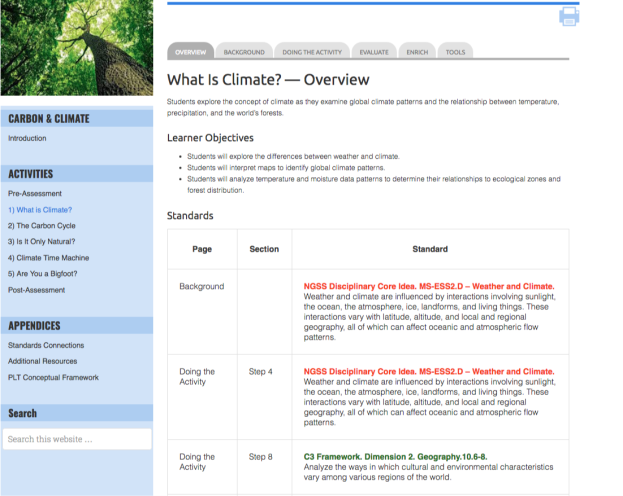 CARBON & CLIMATE
Introduction
ACTIVITIES
Pre-Assessment
1) What is Climate?
2) The Carbon Cycle
3) Is It Only Natural?
4) Climate Time Machine
5) Are You a Bigfoot?
Post-Assessment
APPENDICES
Standards Connections
Additional Resources
PLT Conceptual Framework
Search
Search this website ...
OVERVIEW
BACKGROUND
DOING THE ACTIVITY
EVALUATE
ENRICH
TOOLS
What Is Climate? — Overview
Students explore the concept of climate as they examine global climate patterns and the relationship between temperature,
precipitation, and the world's forests.
Learner Objectives
• Students will explore the differences between weather and climate.
• Students will interpret maps to identify global climate patterns.
• Students will analyze temperature and moisture data patterns to determine their relationships to ecological zones and
forest distribution.
Standards
Page Section Standard
Background
NGSS Disciplinary Core Idea. MS-ESS2.D – Weather and Climate.
Weather and climate are influenced by interactions involving sunlight,
the ocean, the atmosphere, ice, landforms, and living things. These
interactions vary with latitude, altitude, and local and regional
geography, all of which can affect oceanic and atmospheric flow
patterns.
Doing the
Activity
Step 4
NGSS Disciplinary Core Idea. MS-ESS2.D – Weather and Climate.
Weather and climate are influenced by interactions involving sunlight,
the ocean, the atmosphere, ice, landforms, and living things. These
interactions vary with latitude, altitude, and local and regional
geography, all of which can affect oceanic and atmospheric flow
patterns.
Doing the
Activity
Step 8
C3 Framework. Dimension 2. Geography.10.6-8.
Analyze the ways in which cultural and environmental characteristics
vary among various regions of the world.